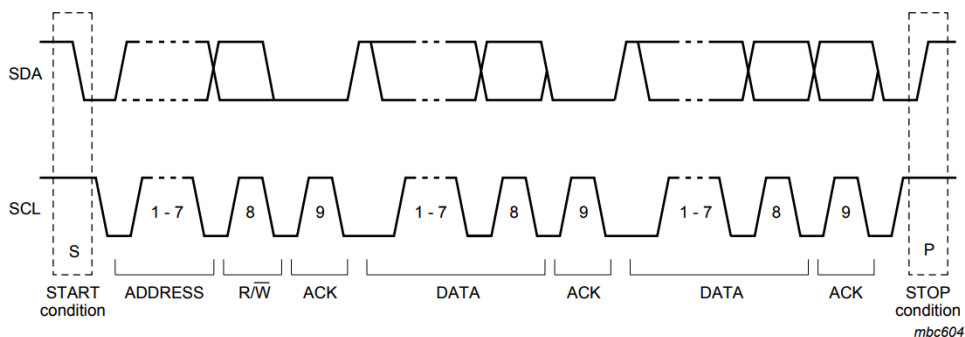 SDA
SCL
1 - 7 8 9 1 - 7 8 9 1 - 7 8 9
S P
START condition ADDRESS R/W̅ ACK DATA ACK DATA ACK STOP condition
mbc604